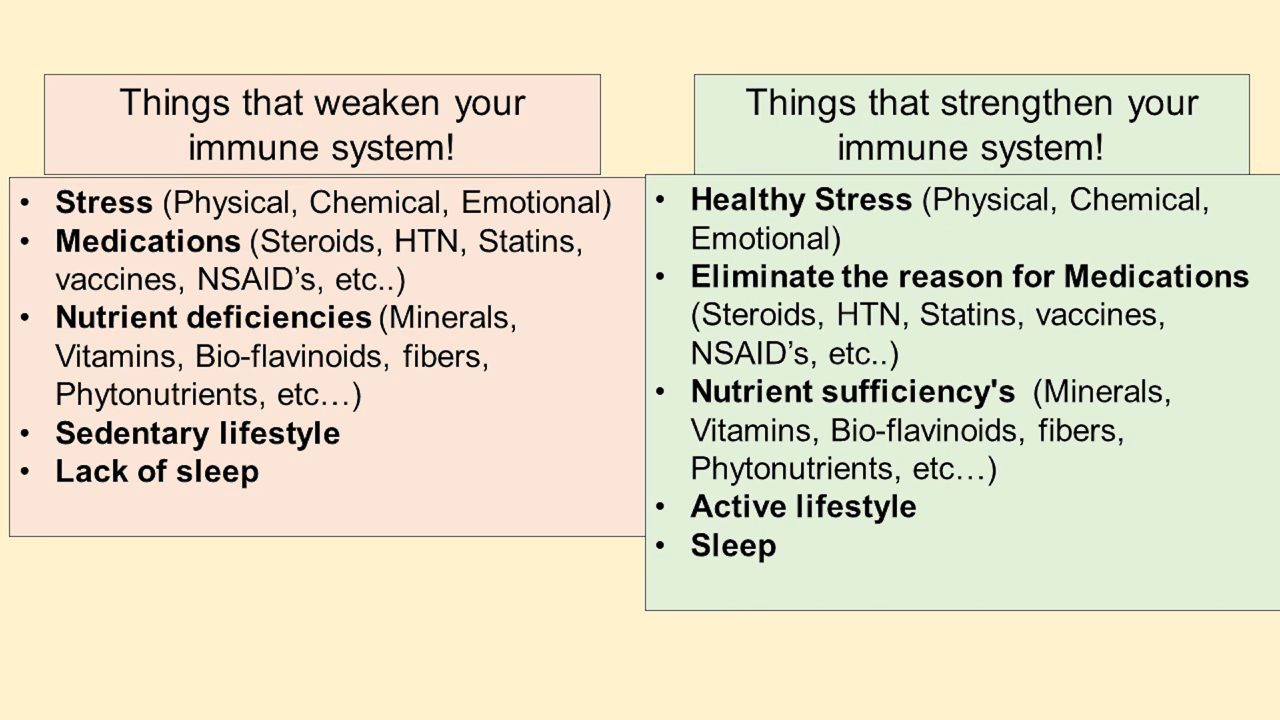 Things that weaken your
immune system!
• Stress (Physical, Chemical, Emotional)
• Medications (Steroids, HTN, Statins,
vaccines, NSAID’s, etc..)
• Nutrient deficiencies (Minerals,
Vitamins, Bio-flavinoids, fibers,
Phytonutrients, etc…)
• Sedentary lifestyle
• Lack of sleep
Things that strengthen your
immune system!
• Healthy Stress (Physical, Chemical,
Emotional)
• Eliminate the reason for Medications
(Steroids, HTN, Statins, vaccines,
NSAID’s, etc..)
• Nutrient sufficiency's (Minerals,
Vitamins, Bio-flavinoids, fibers,
Phytonutrients, etc…)
• Active lifestyle
• Sleep